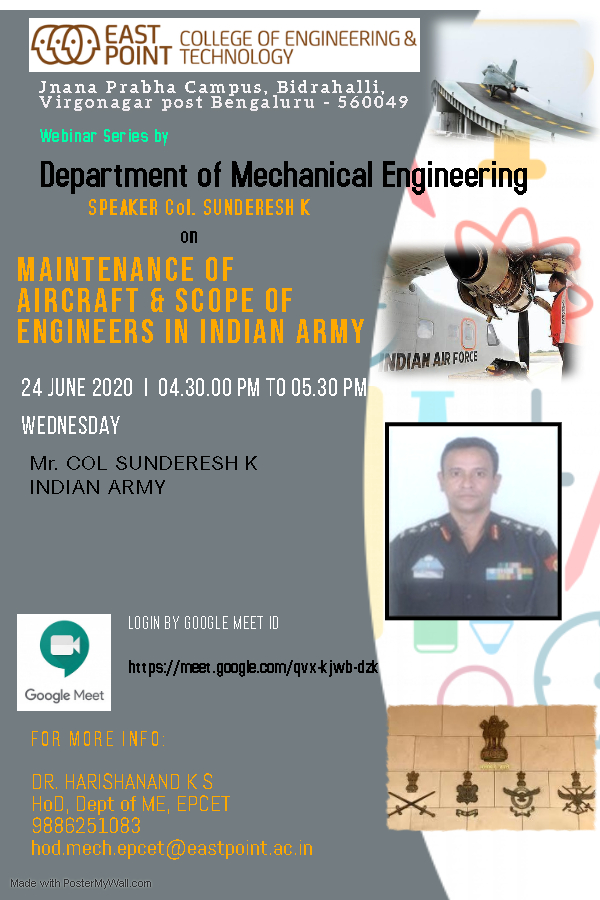 EAST POINT COLLEGE OF ENGINEERING & TECHNOLOGY
Jnana Prabha Campus, Bidrahalli,
Virgonagar post Bengaluru - 560049
Webinar Series by
Department of Mechanical Engineering
SPEAKER Col. SUNDERESH K
on
MAINTENANCE OF
AIRCRAFT & SCOPE OF
ENGINEERS IN INDIAN ARMY
INDIAN AIR FORCE
24 JUNE 2020 I 04.30.00 PM TO 05.30 PM
WEDNESDAY
Mr. COL SUNDERESH K
INDIAN ARMY
LOGIN BY GOOGLE MEET ID
https://meet.google.com/qvx-kjwb-dzk
Google Meet
FOR MORE INFO:
DR. HARISHANAND K S
HoD, Dept of ME, EPCET
9886251083
hod.mech.epcet@eastpoint.ac.in
Made with PosterMyWall.com